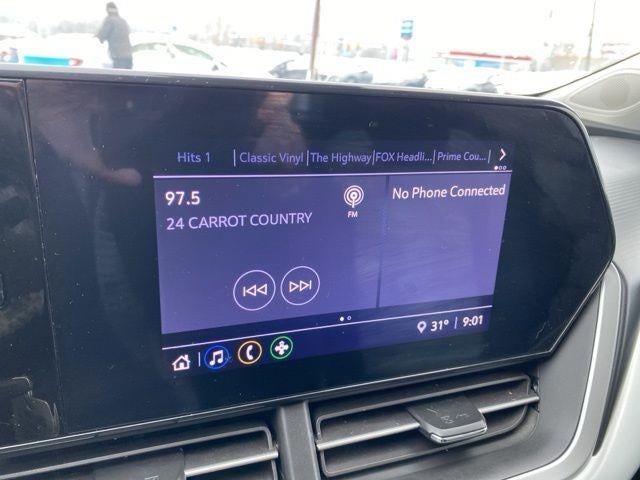 Hits 1 Classic Vinyl The Highway FOX Headli... Prime Cou...
97.5
24 CARROT COUNTRY
FM
No Phone Connected
31° 9:01